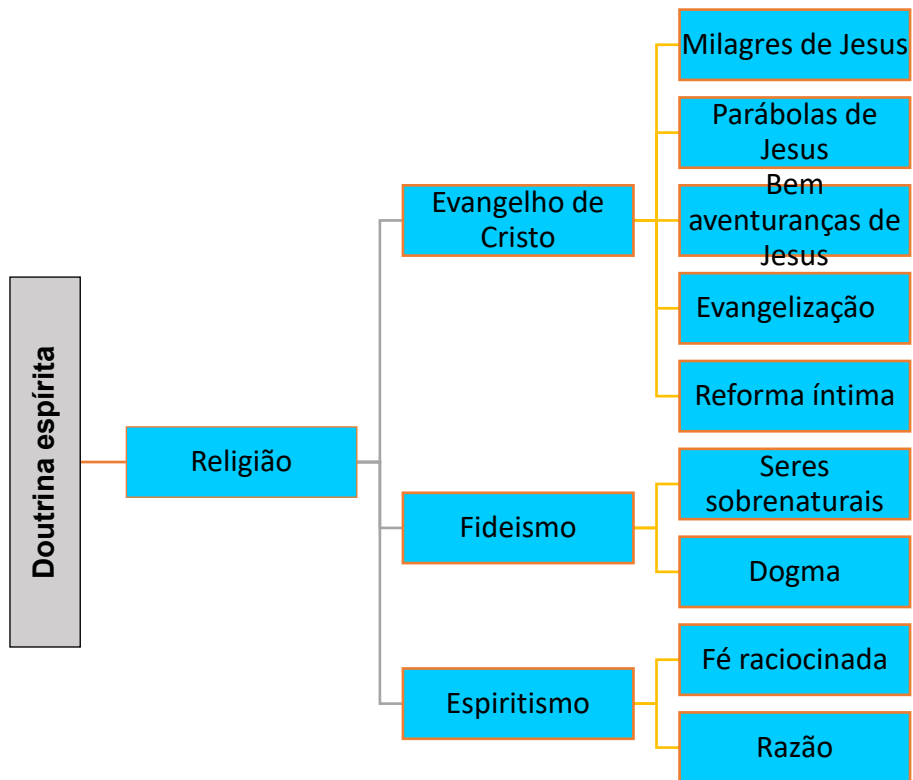 Doutrina espírita
Religião
Evangelho de
Cristo
Milagres de Jesus
Parábolas de
Jesus
Bem
aventuranças de
Jesus
Evangelização
Reforma íntima
Fideismo
Seres
sobrenaturais
Dogma
Espiritismo
Fé raciocinada
Razão